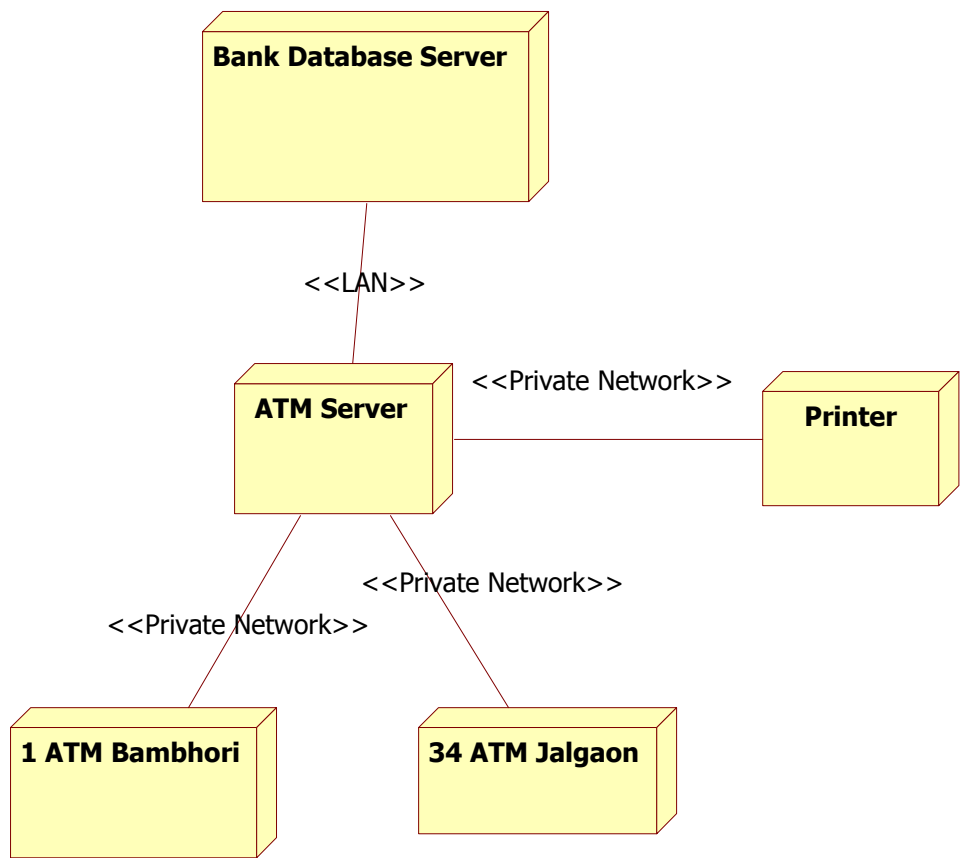 Bank Database Server
<<LAN>>
<<Private Network>>
ATM Server
Printer
<<Private Network>>
<<Private Network>>
1 ATM Bambhori
34 ATM Jalgaon